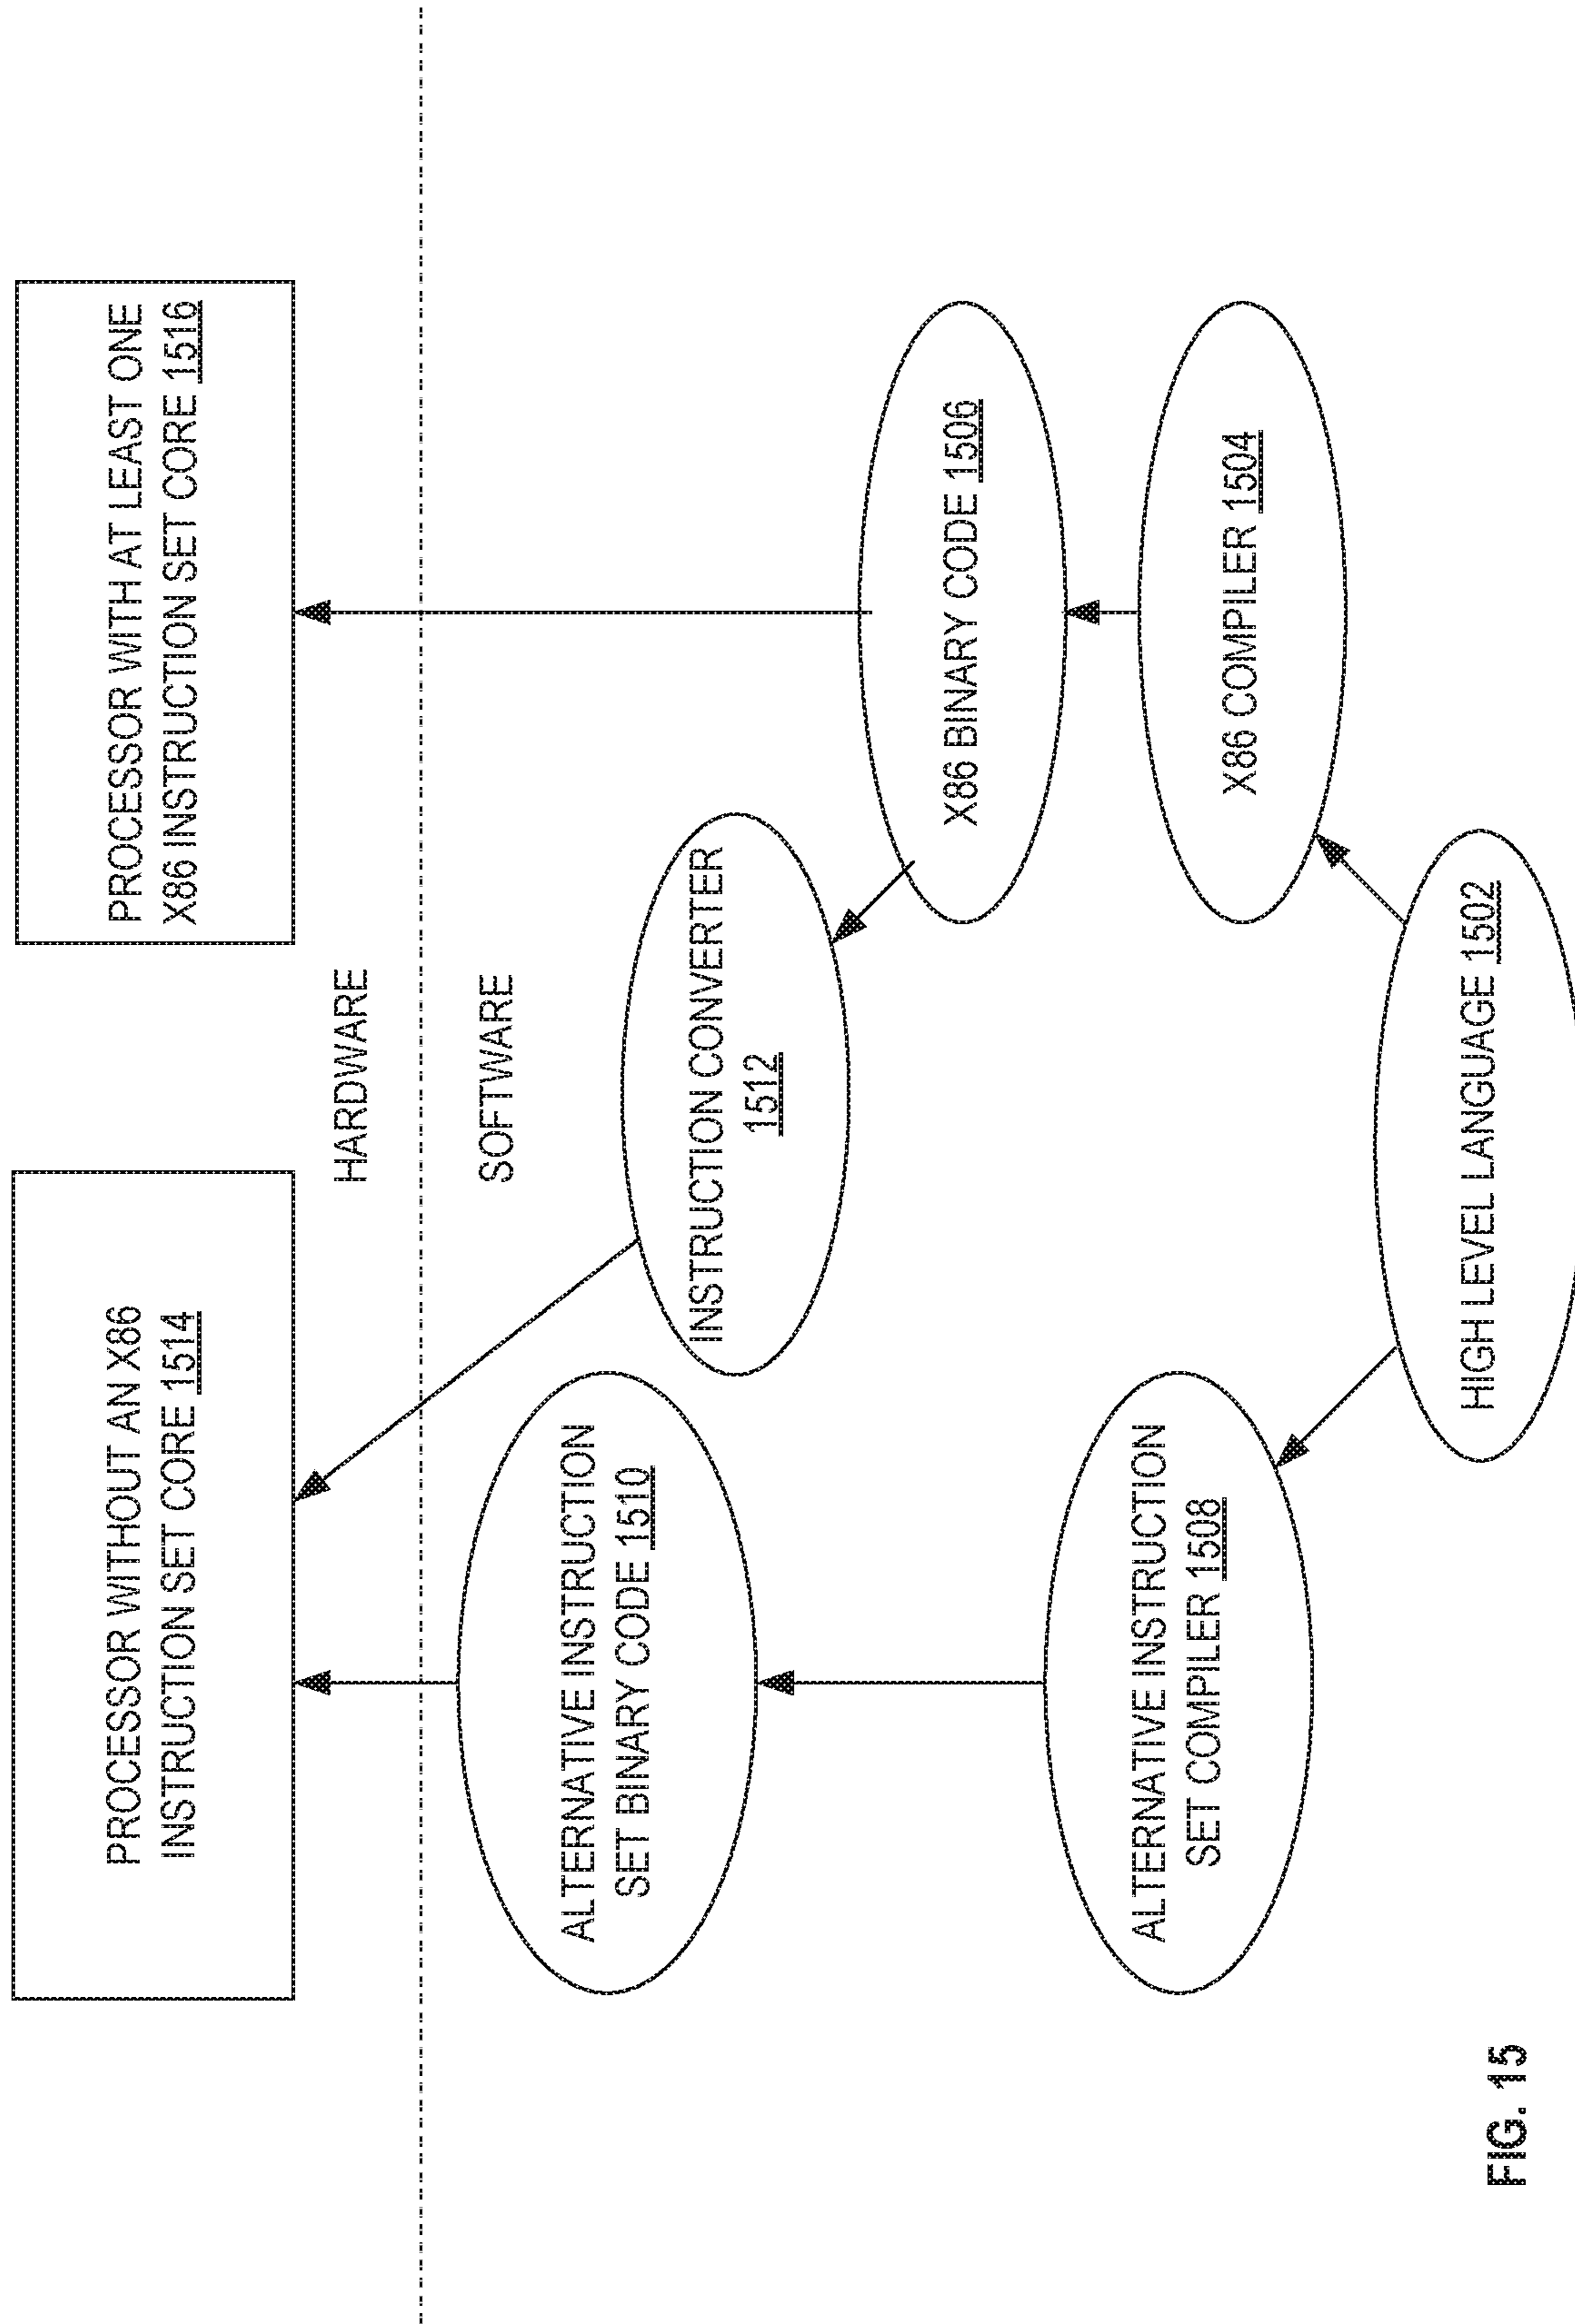 PROCESSOR WITHOUT AN X86
INSTRUCTION SET CORE 1514
PROCESSOR WITH AT LEAST ONE
X86 INSTRUCTION SET CORE 1516
HARDWARE
SOFTWARE
ALTERNATIVE INSTRUCTION
SET BINARY CODE 1510
INSTRUCTION CONVERTER
1512
X86 BINARY CODE 1506
ALTERNATIVE INSTRUCTION
SET COMPILER 1508
X86 COMPILER 1504
HIGH LEVEL LANGUAGE 1502
FIG. 15